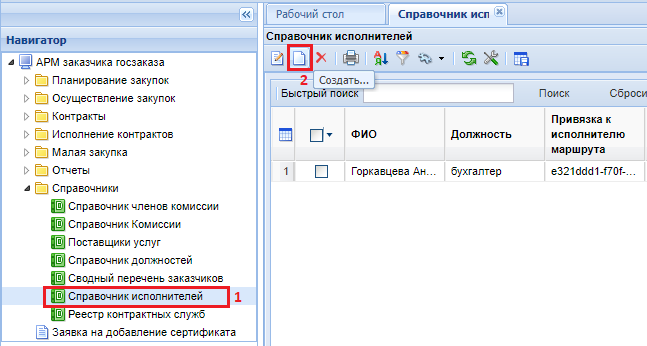 Навигатор
АРМ заказчика госзаказа
Планирование закупок
Осуществление закупок
Контракты
Исполнение контрактов
Малая закупка
Отчеты
Справочники
Справочник членов комиссии
Справочник Комиссии
Поставщики услуг
Справочник должностей
Сводный перечень заказчиков
Справочник исполнителей 1
Реестр контрактных служб
Заявка на добавление сертификата
Рабочий стол Справочник исп
Справочник исполнителей
2 Создать...
Быстрый поиск Поиск Сброси
ФИО Должность Привязка к
исполнителю
маршрута
1 Горкавцева Ан... бухгалтер e321ddd1-f70f-...